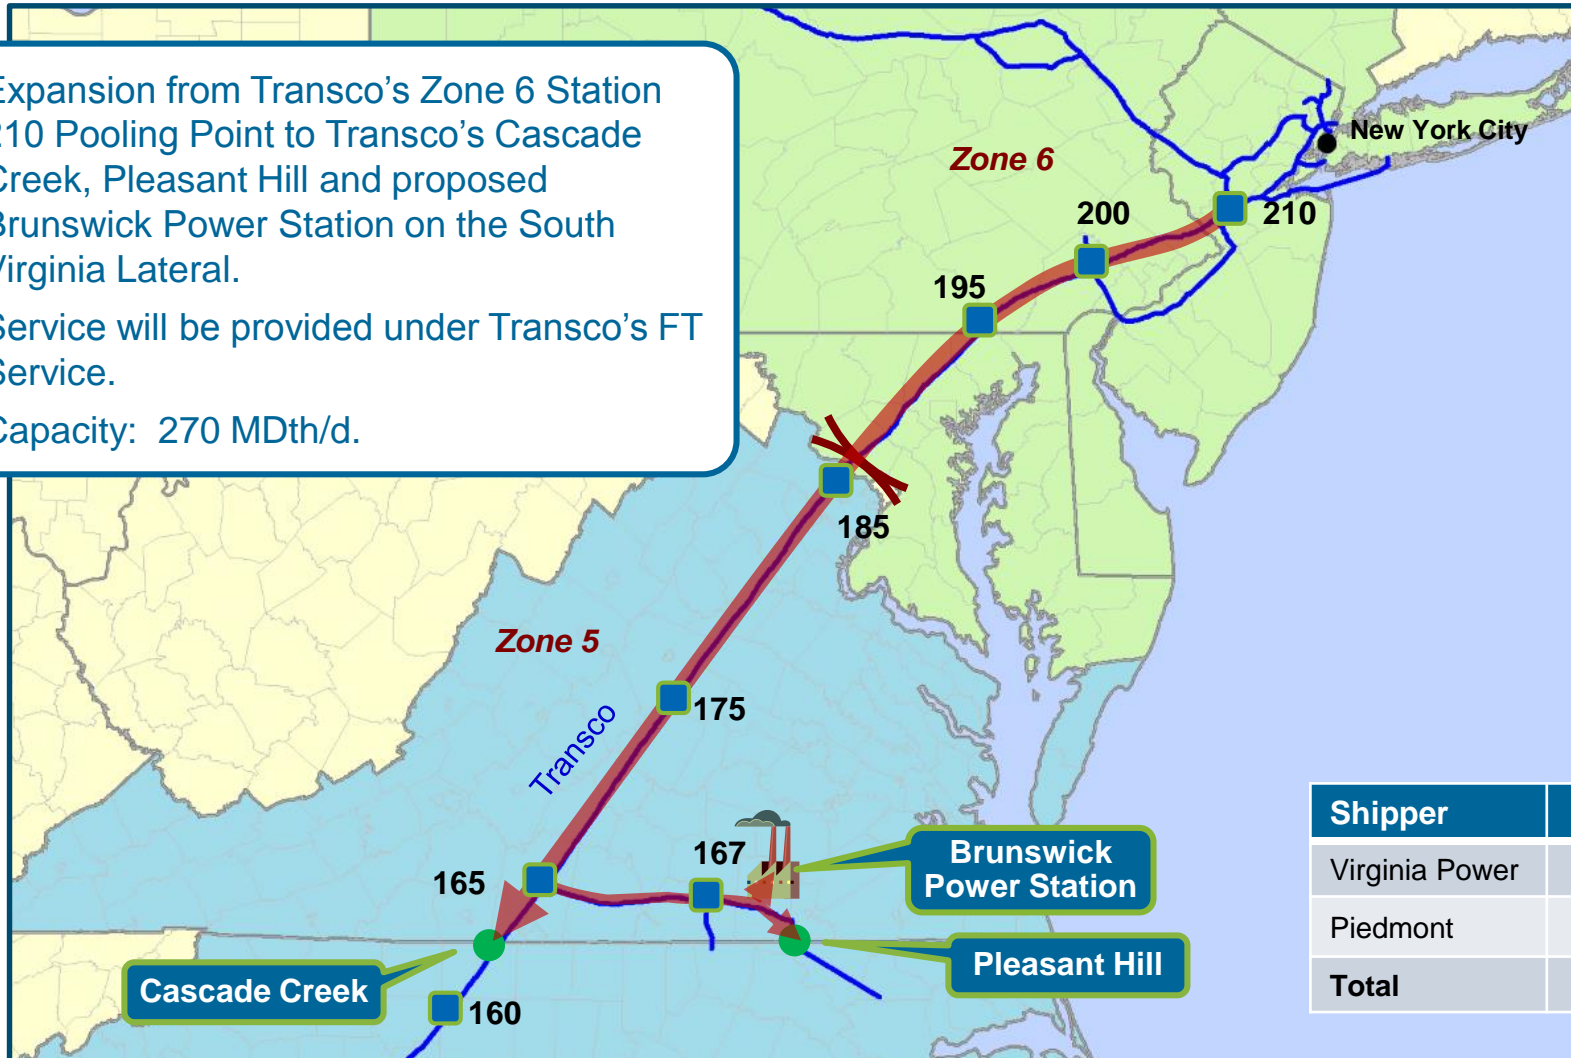 Expansion from Transco's Zone 6 Station
210 Pooling Point to Transco's Cascade
Creek, Pleasant Hill and proposed
Brunswick Power Station on the South
Virginia Lateral.
Service will be provided under Transco's FT
Service.
Capacity: 270 MDth/d.
New York City
Zone 6
200
210
195
185
Zone 5
175
Transco
167
165
Brunswick
Power Station
Pleasant Hill
Cascade Creek
160
Shipper
Virginia Power
Piedmont
Total